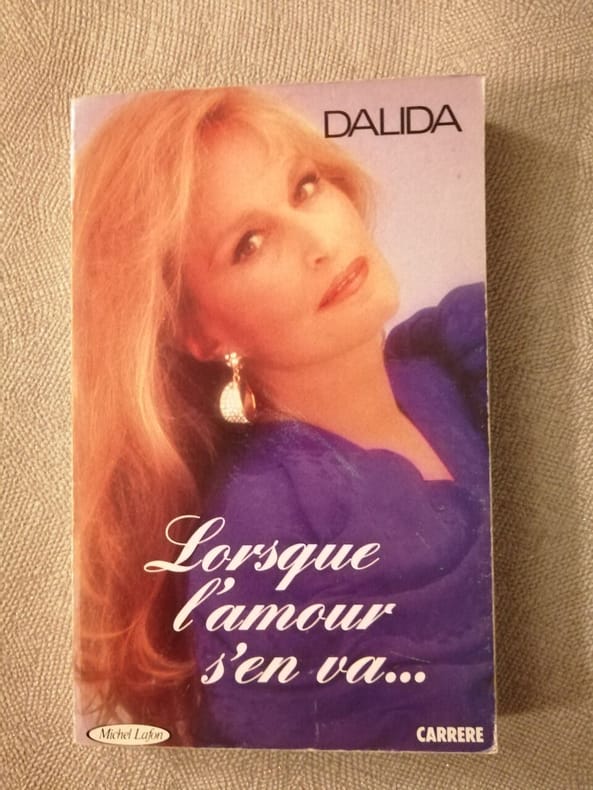 DALIDA
Lorsque
l'amour
s'en va...
Michel Lafon
CARRERE